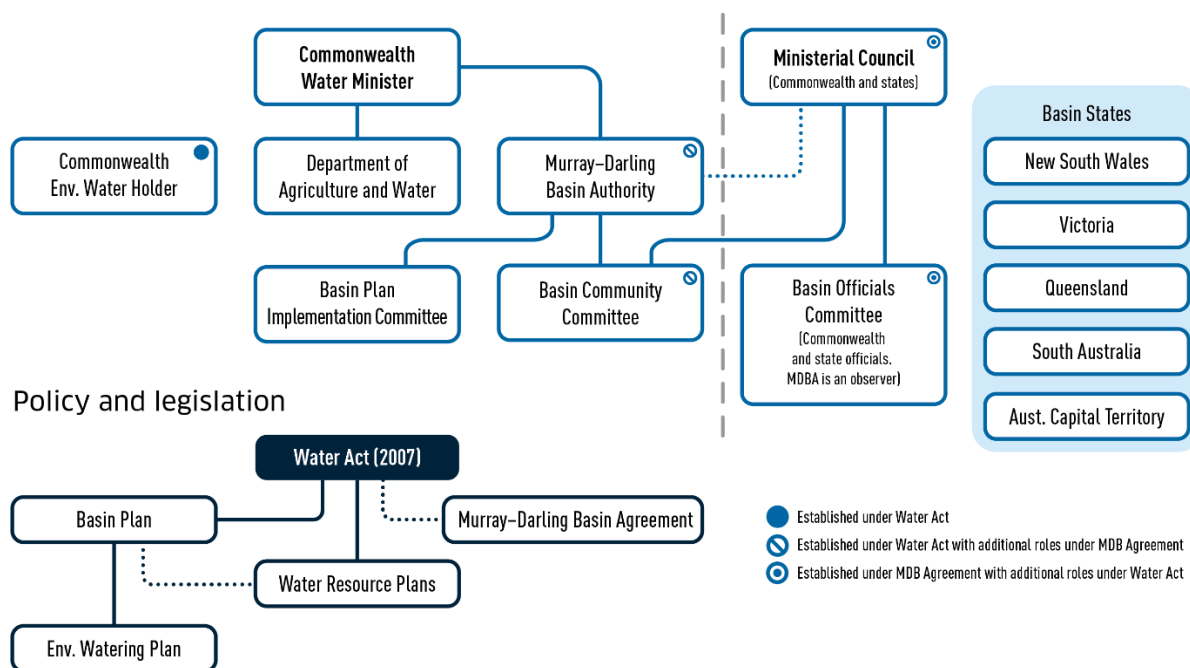 Commonwealth
Water Minister
Ministerial Council
(Commonwealth and states)
Basin States
Commonwealth
Env. Water Holder
Department of
Agriculture and Water
Murray–Darling
Basin Authority
New South Wales
Victoria
Basin Plan
Implementation Committee
Basin Community
Committee
Basin Officials
Committee
(Commonwealth
and state officials.
MDBA is an observer)
Queensland
South Australia
Aust. Capital Territory
Policy and legislation
Water Act (2007)
Basin Plan
Murray–Darling Basin Agreement
Water Resource Plans
Env. Watering Plan
Established under Water Act
Established under Water Act with additional roles under MDB Agreement
Established under MDB Agreement with additional roles under Water Act